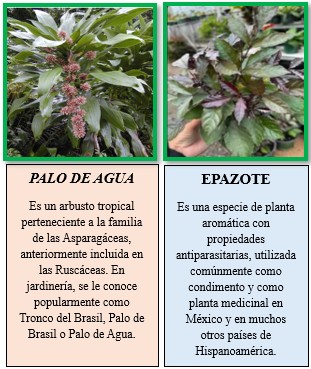 PALO DE AGUA
Es un arbusto tropical
perteneciente a la familia
de las Asparagáceas,
anteriormente incluida en
las Ruscáceas. En
jardinería, se le conoce
popularmente como
Tronco del Brasil, Palo de
Brasil o Palo de Agua.
EPAZOTE
Es una especie de planta
aromática con
propiedades
antiparasitarias, utilizada
comúnmente como
condimento y como
planta medicinal en
México y en muchos
otros países de
Hispanoamérica.